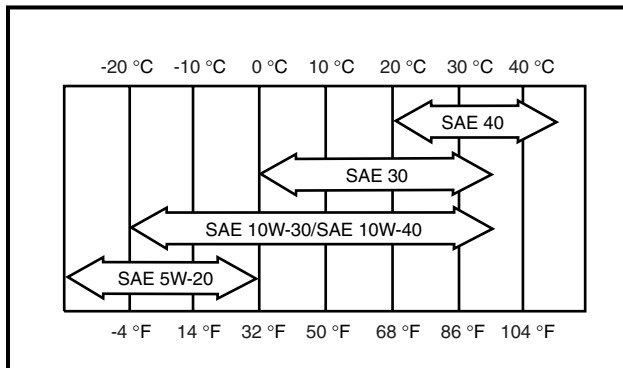 -20 °C -10 °C 0 °C 10 °C 20 °C 30 °C 40 °C
SAE 40
SAE 30
SAE 10W-30/SAE 10W-40
SAE 5W-20
-4 °F 14 °F 32 °F 50 °F 68 °F 86 °F 104 °F